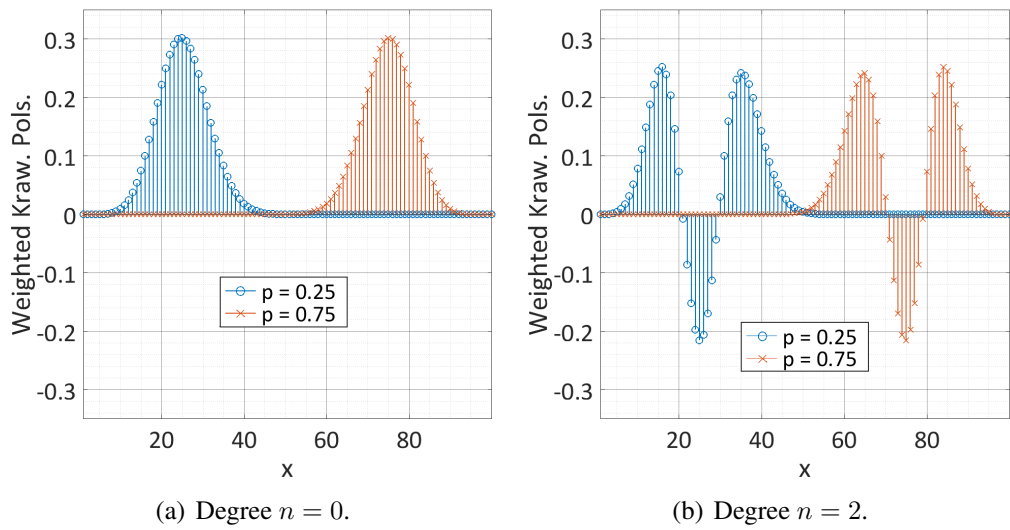 Weighted Kraw. Pols.
0.3
0.2
0.1
0
-0.1
-0.2
-0.3
p = 0.25
p = 0.75
20 40 60 80
x
(a) Degree n = 0.
Weighted Kraw. Pols.
0.3
0.2
0.1
0
-0.1
-0.2
-0.3
p = 0.25
p = 0.75
20 40 60 80
x
(b) Degree n = 2.